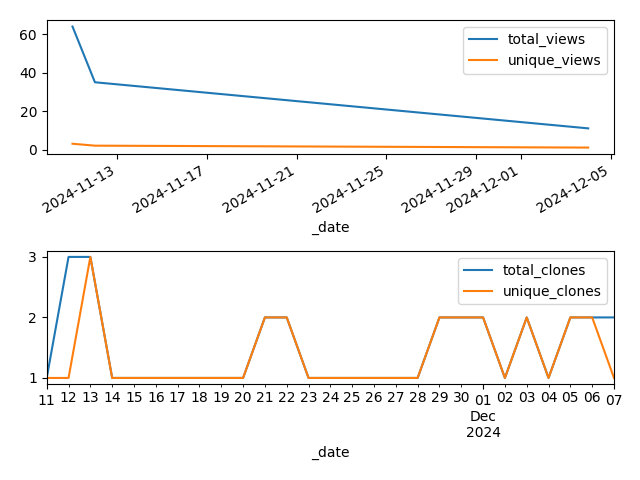 60
40
20
0
total_views
unique_views
2024-11-13
2024-11-17
2024-11-21
2024-11-25
2024-11-29
2024-12-01
2024-12-05
_date
3
2
1
total_clones
unique_clones
11 12 13 14 15 16 17 18 19 20 21 22 23 24 25 26 27 28 29 30 01 02 03 04 05 06 07
Dec
2024
_date